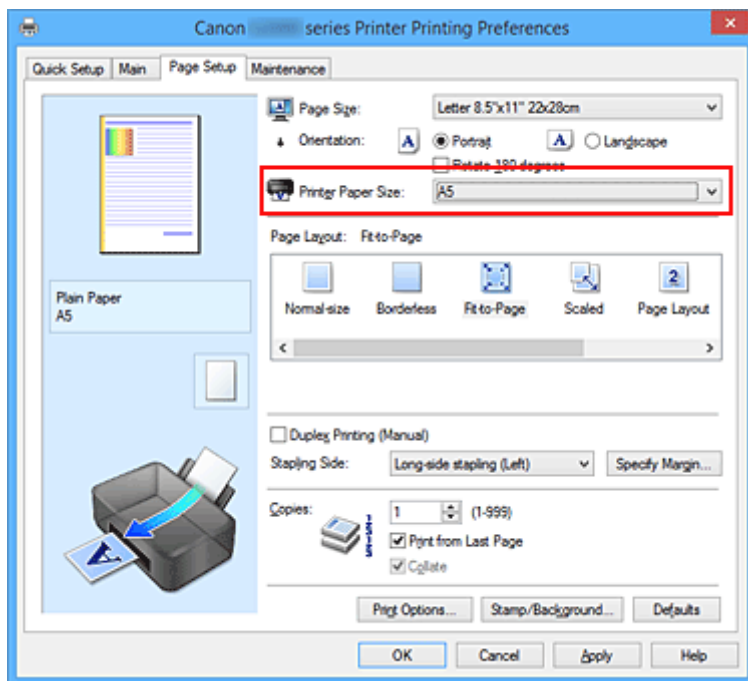 Canon series Printer Printing Preferences
Quick Setup Main Page Setup Maintenance
Page Size: Letter 8.5"x11" 22x28cm
Orientation: A Portrait A Landscape
Rotate 180 degrees
Printer Paper Size: A5
Page Layout: Fit-to-Page
Normal-size Borderless Fit-to-Page Scaled 2 Page Layout
Plain Paper
A5
Duplex Printing (Manual)
Stapling Side: Long-side stapling (Left) Specify Margin...
Copies: 1 (1-999)
Print from Last Page
Collate
A
Print Options... Stamp/Background... Defaults
OK Cancel Apply Help